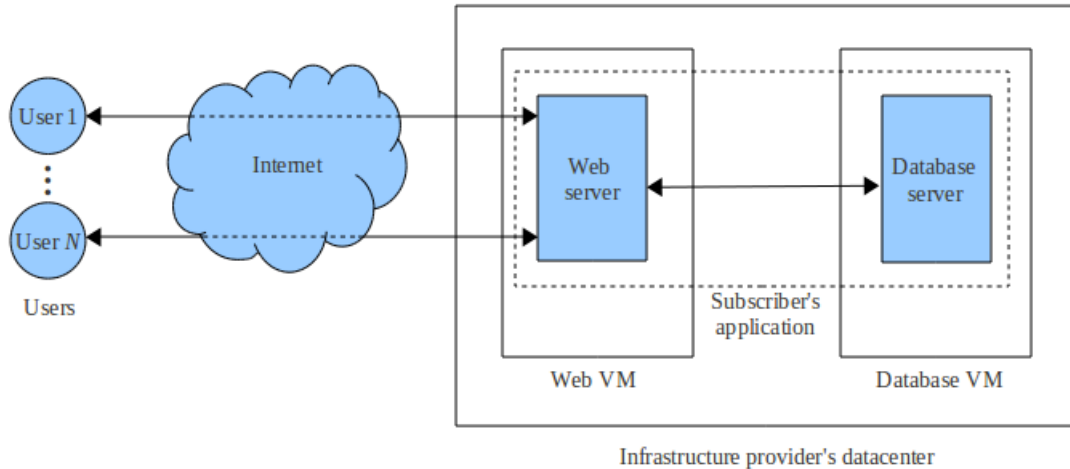 User 1
User N
Users
Internet
Web
server
Database
server
Subscriber's
application
Web VM
Database VM
Infrastructure provider's datacenter